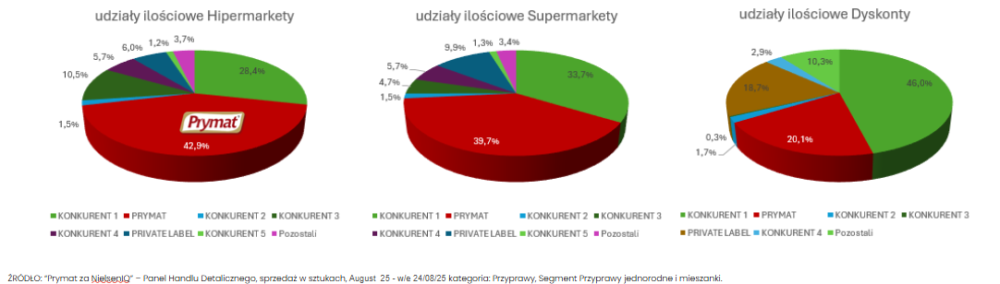 udziały ilościowe Hipermarkety
3,7%
1,2%
6,0%
5,7%
10,5%
28,4%
1,5%
Prymat
42,9%
KONKURENT 1 PRYMAT KONKURENT 2 KONKURENT 3
KONKURENT 4 PRIVATE LABEL KONKURENT 5 Pozostali
udziały ilościowe Supermarkety
3,4%
1,3%
9,9%
5,7%
4,7%
33,7%
1,5%
39,7%
KONKURENT 1 PRYMAT KONKURENT 2 KONKURENT 3
KONKURENT 4 PRIVATE LABEL KONKURENT 5 Pozostali
udziały ilościowe Dyskonty
2,9%
10,3%
18,7%
46,0%
0,3%
20,1%
1,7%
KONKURENT 1 PRYMAT KONKURENT 2 KONKURENT 3
PRIVATE LABEL KONKURENT 4 Pozostali
ŹRÓDŁO: “Prymat za NielsenIQ” – Panel Handlu Detalicznego, sprzedaż w sztukach, August 25 - w/e 24/08/25 kategoria: Przyprawy, Segment Przyprawy jednorodne i mieszanki.